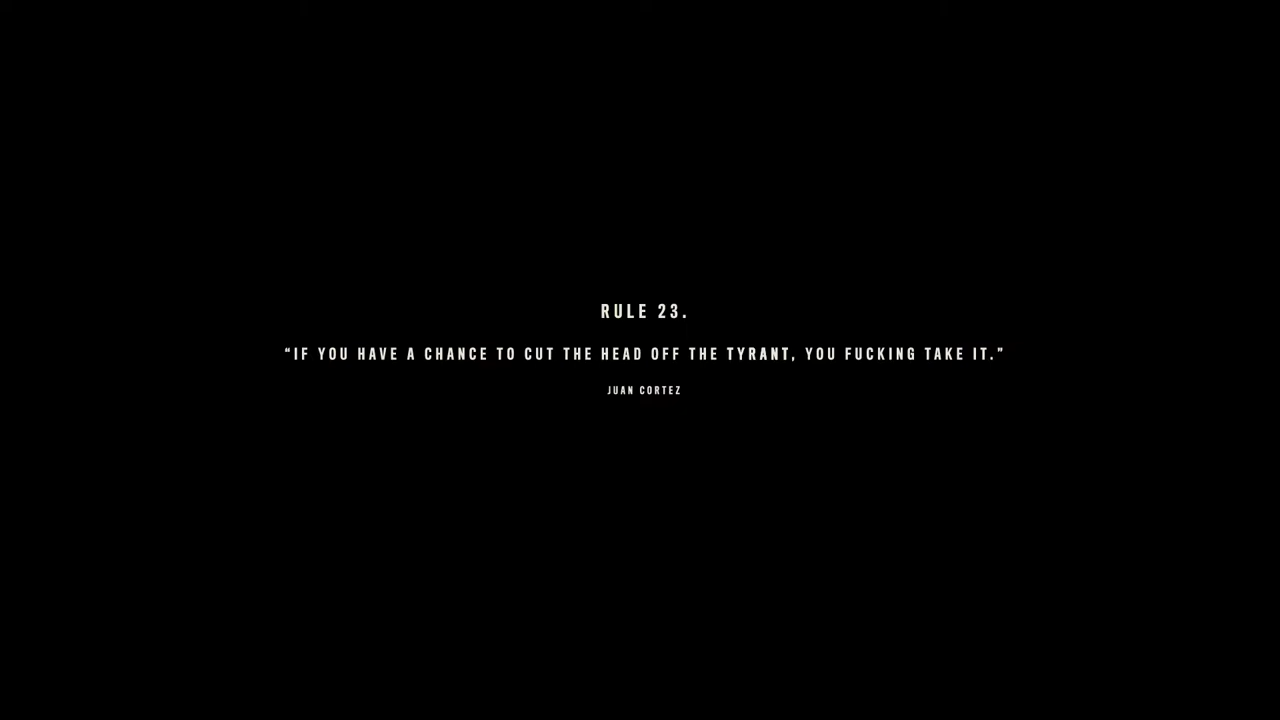 RULE 23.
“IF YOU HAVE A CHANCE TO CUT THE HEAD OFF THE TYRANT, YOU FUCKING TAKE IT.”
JUAN CORTEZ